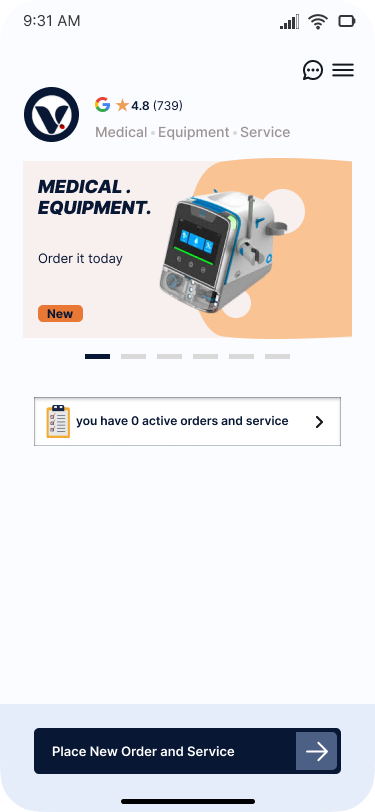 9:31 AM
4.8 (739)
Medical • Equipment • Service
MEDICAL .
EQUIPMENT.
Order it today
New
you have 0 active orders and service
Place New Order and Service